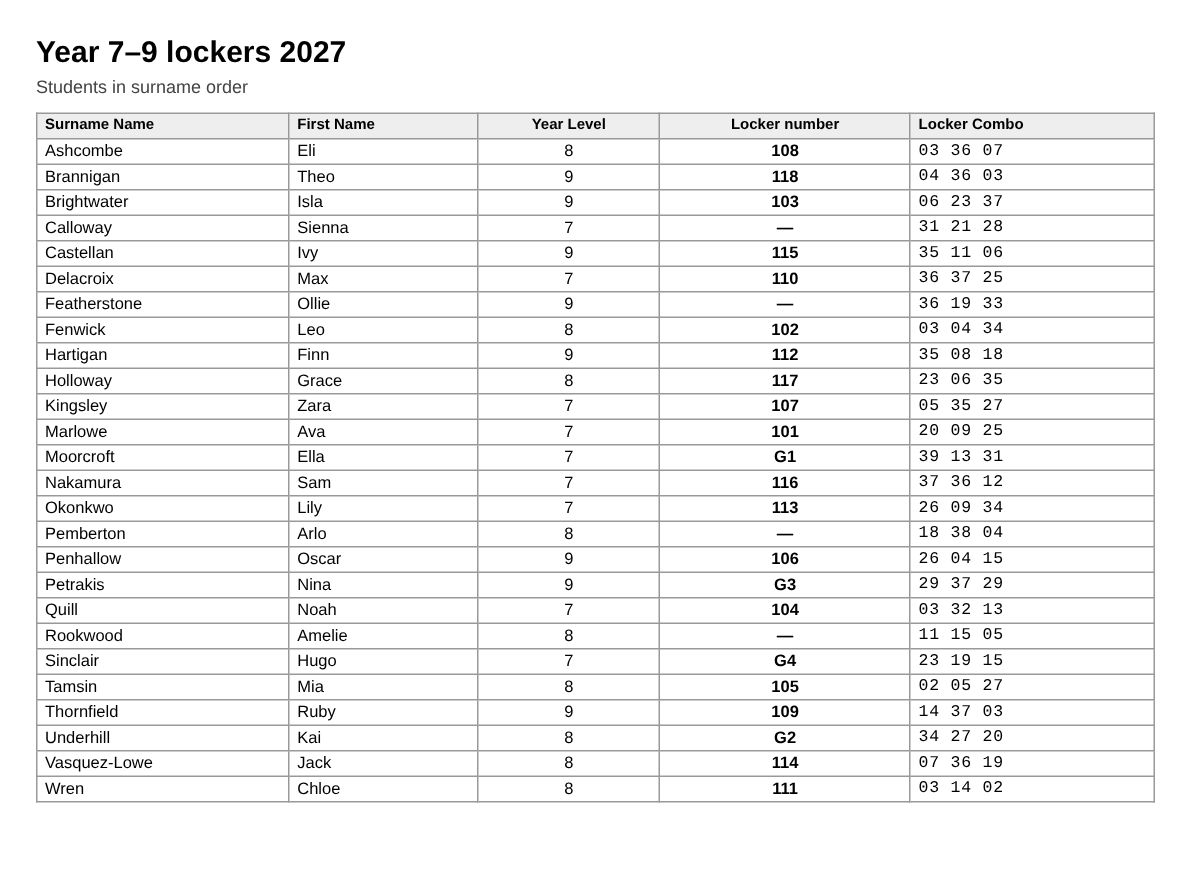 Year 7–9 lockers 2027
Students in surname order
Surname Name First Name Year Level Locker number Locker Combo
Ashcombe Eli 8 108 03 36 07
Brannigan Theo 9 118 04 36 03
Brightwater Isla 9 103 06 23 37
Calloway Sienna 7 — 31 21 28
Castellan Ivy 9 115 35 11 06
Delacroix Max 7 110 36 37 25
Featherstone Ollie 9 — 36 19 33
Fenwick Leo 8 102 03 04 34
Hartigan Finn 9 112 35 08 18
Holloway Grace 8 117 23 06 35
Kingsley Zara 7 107 05 35 27
Marlowe Ava 7 101 20 09 25
Moorcroft Ella 7 G1 39 13 31
Nakamura Sam 7 116 37 36 12
Okonkwo Lily 7 113 26 09 34
Pemberton Arlo 8 — 18 38 04
Penhallow Oscar 9 106 26 04 15
Petrakis Nina 9 G3 29 37 29
Quill Noah 7 104 03 32 13
Rookwood Amelie 8 — 11 15 05
Sinclair Hugo 7 G4 23 19 15
Tamsin Mia 8 105 02 05 27
Thornfield Ruby 9 109 14 37 03
Underhill Kai 8 G2 34 27 20
Vasquez-Lowe Jack 8 114 07 36 19
Wren Chloe 8 111 03 14 02